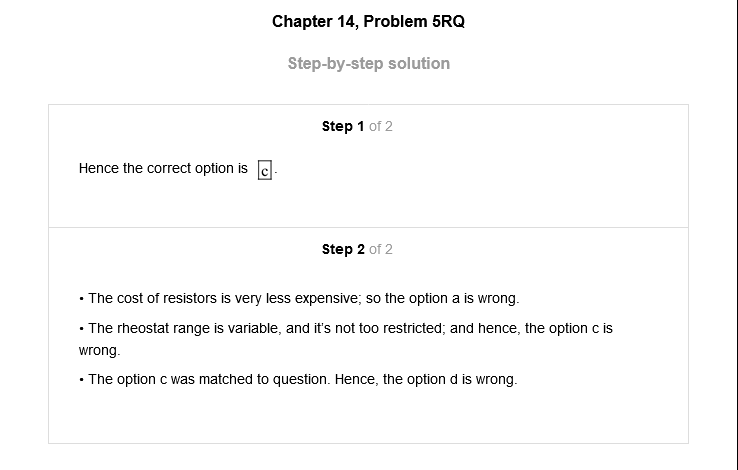 Chapter 14, Problem 5RQ
Step-by-step solution
Step 1 of 2
Hence the correct option is c.
Step 2 of 2
• The cost of resistors is very less expensive; so the option a is wrong.
• The rheostat range is variable, and it's not too restricted; and hence, the option c is
wrong.
• The option c was matched to question. Hence, the option d is wrong.